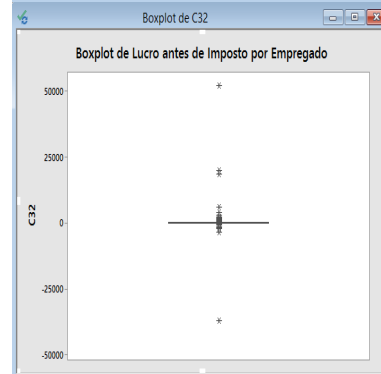 Boxplot de C32
Boxplot de Lucro antes de Imposto por Empregado
50000
25000
0
-25000
-50000
C32